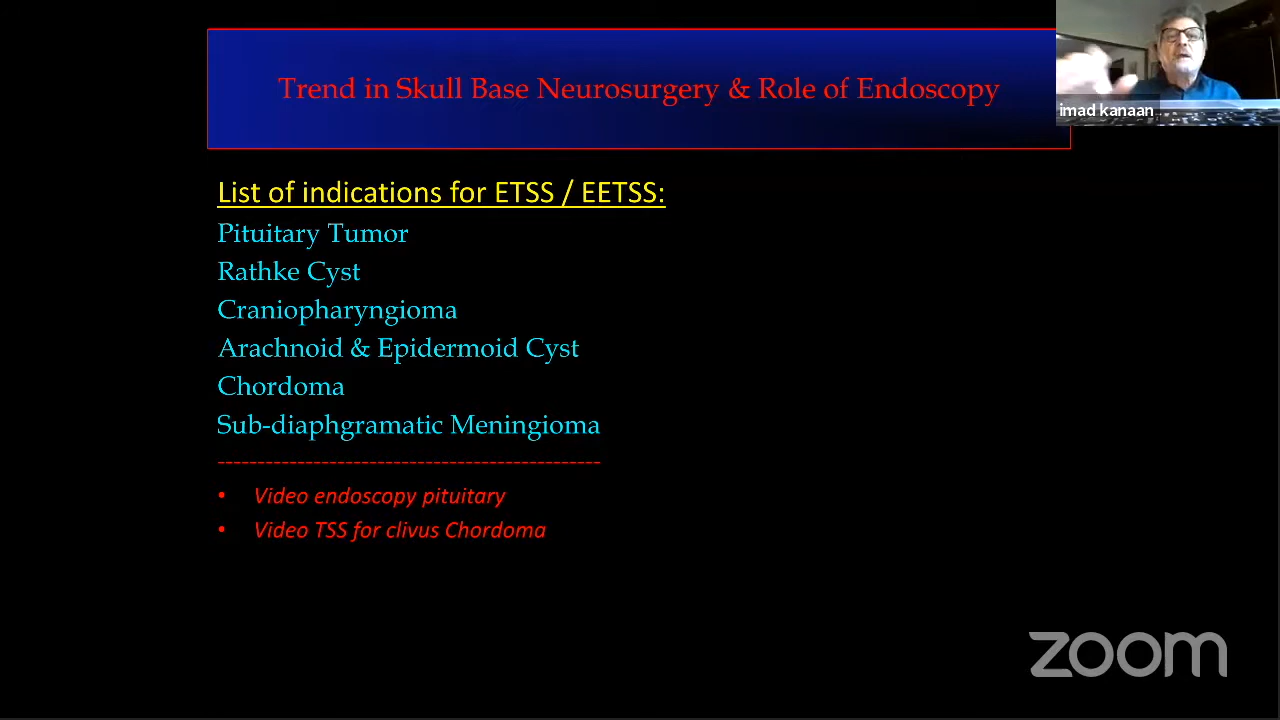 Trend in Skull Base Neurosurgery & Role of Endoscopy
imad kanaan
List of indications for ETSS / EETSS:
Pituitary Tumor
Rathke Cyst
Craniopharyngioma
Arachnoid & Epidermoid Cyst
Chordoma
Sub-diaphgramatic Meningioma
------------------------------------------------
• Video endoscopy pituitary
• Video TSS for clivus Chordoma
zoom